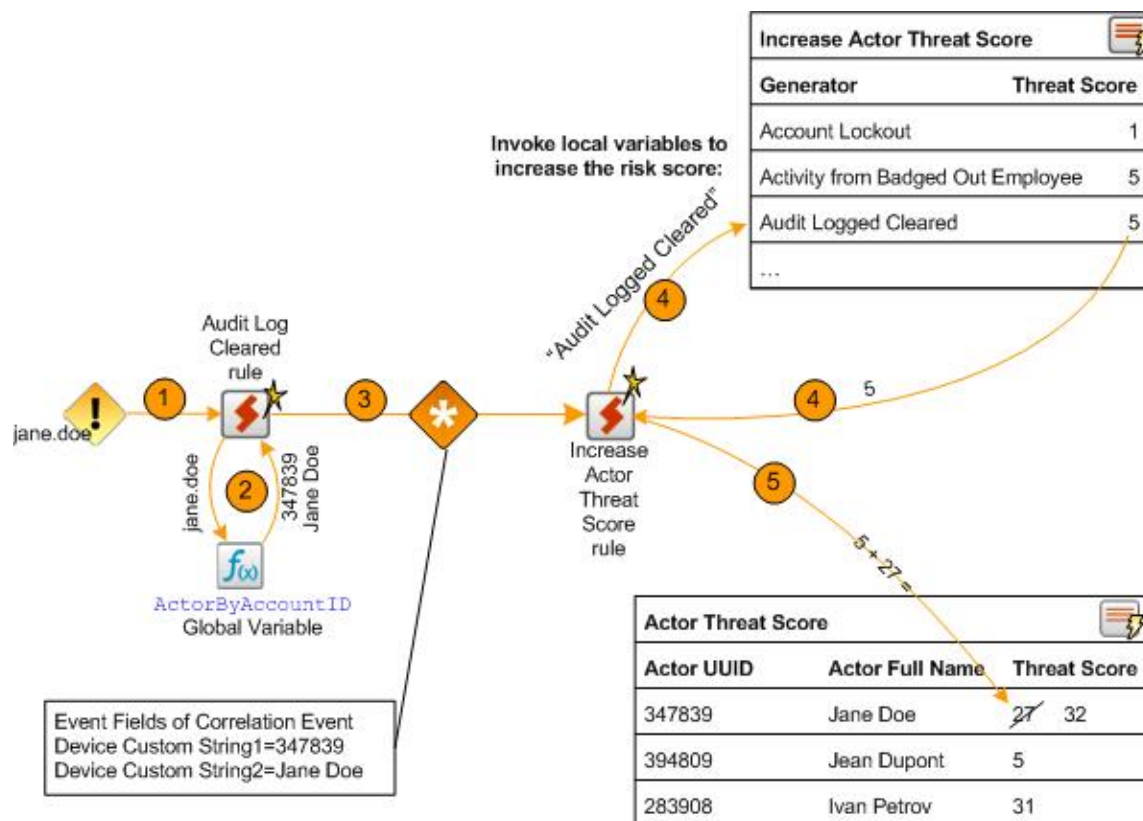 Increase Actor Threat Score
Generator Threat Score
Account Lockout 1
Activity from Badged Out Employee 5
Audit Logged Cleared 5
...
Invoke local variables to
increase the risk score:
"Audit Logged Cleared"
4
Audit Log
Cleared
rule
1
3
!
jane.doe
*
4
5
jane.doe
2
347839
Jane Doe
Increase
Actor
Threat
Score
rule
5
5 + 27 =
f(x)
ActorByAccountID
Global Variable
Event Fields of Correlation Event
Device Custom String1=347839
Device Custom String2=Jane Doe
Actor Threat Score
Actor UUID Actor Full Name Threat Score
347839 Jane Doe 27 32
394809 Jean Dupont 5
283908 Ivan Petrov 31